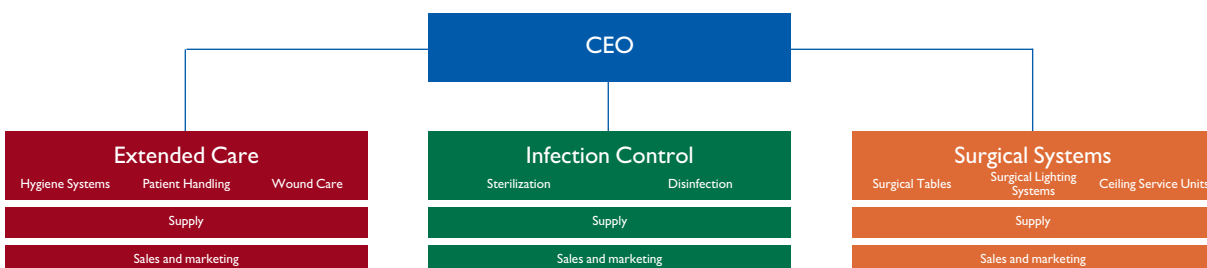 CEO
Extended Care
Hygiene Systems Patient Handling Wound Care
Supply
Sales and marketing
Infection Control
Sterilization Disinfection
Supply
Sales and marketing
Surgical Systems
Surgical Tables Surgical Lighting Ceiling Service Units
Systems
Supply
Sales and marketing